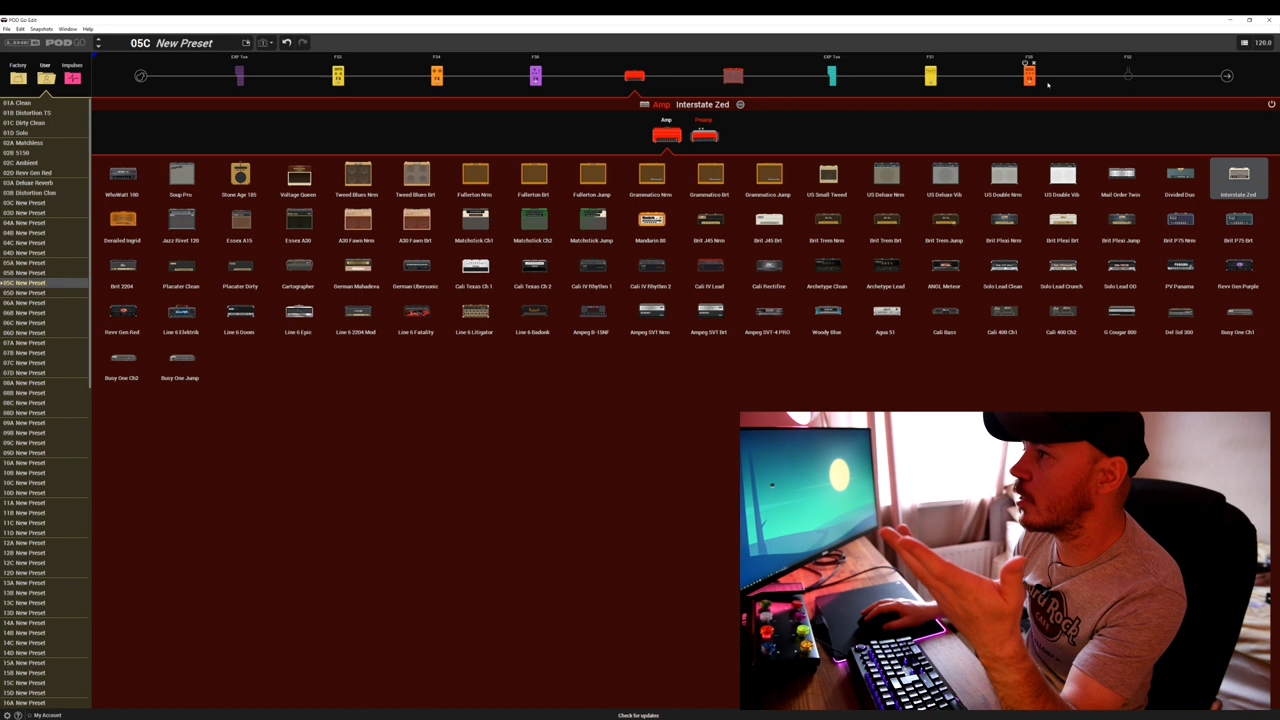 POD Go Edit
File Edit Snapshots Window Help
LINE 6 POD GO
05C New Preset
120.0
Factory User Impulses
EXP Toe FS3 FS4 FS6 EXP Toe FS1 FS5 FS2
Amp Interstate Zed
Amp Preamp
01A Clean
01B Distortion TS
01C Dirty Clean
01D Solo
02A Matchless
02B 5150
02C Ambient
02D Revv Gen Red
03A Deluxe Reverb
03B Distortion Clon
03C New Preset
03D New Preset
04A New Preset
04B New Preset
04C New Preset
04D New Preset
05A New Preset
05B New Preset
05C New Preset
05D New Preset
06A New Preset
06B New Preset
06C New Preset
06D New Preset
07A New Preset
07B New Preset
07C New Preset
07D New Preset
08A New Preset
08B New Preset
08C New Preset
08D New Preset
09A New Preset
09B New Preset
09C New Preset
09D New Preset
10A New Preset
10B New Preset
10C New Preset
10D New Preset
11A New Preset
11B New Preset
11C New Preset
11D New Preset
12A New Preset
12B New Preset
12C New Preset
12D New Preset
13A New Preset
13B New Preset
13C New Preset
13D New Preset
14A New Preset
14B New Preset
14C New Preset
14D New Preset
15A New Preset
15B New Preset
15C New Preset
15D New Preset
16A New Preset
WhoWatt 100 Soup Pro Stone Age 185 Voltage Queen Tweed Blues Nrm Tweed Blues Brt Fullerton Nrm Fullerton Brt Fullerton Jump Grammatico Nrm Grammatico Brt Grammatico Jump US Small Tweed US Deluxe Nrm US Deluxe Vib US Double Nrm US Double Vib Mail Order Twin Divided Duo Interstate Zed
Derailed Ingrid Jazz Rivet 120 Essex A15 Essex A30 A30 Fawn Nrm A30 Fawn Brt Matchstick Ch1 Matchstick Ch2 Matchstick Jump Mandarin 80 Brit J45 Nrm Brit J45 Brt Brit Trem Nrm Brit Trem Brt Brit Trem Jump Brit Plexi Nrm Brit Plexi Brt Brit Plexi Jump Brit P75 Nrm Brit P75 Brt
Brit 2204 Placater Clean Placater Dirty Cartographer German Mahadeva German Ubersonic Cali Texas Ch 1 Cali Texas Ch 2 Cali IV Rhythm 1 Cali IV Rhythm 2 Cali IV Lead Cali Rectifire Archetype Clean Archetype Lead ANGL Meteor Solo Lead Clean Solo Lead Crunch Solo Lead OD PV Panama Revv Gen Purple
Revv Gen Red Line 6 Elektrik Line 6 Doom Line 6 Epic Line 6 2204 Mod Line 6 Fatality Line 6 Litigator Line 6 Badonk Ampeg B-15NF Ampeg SVT Nrm Ampeg SVT Brt Ampeg SVT-4 PRO Woody Blue Agua 51 Cali Bass Cali 400 Ch1 Cali 400 Ch2 G Cougar 800 Del Sol 300 Busy One Ch1
Busy One Ch2 Busy One Jump
My Account
Check for updates